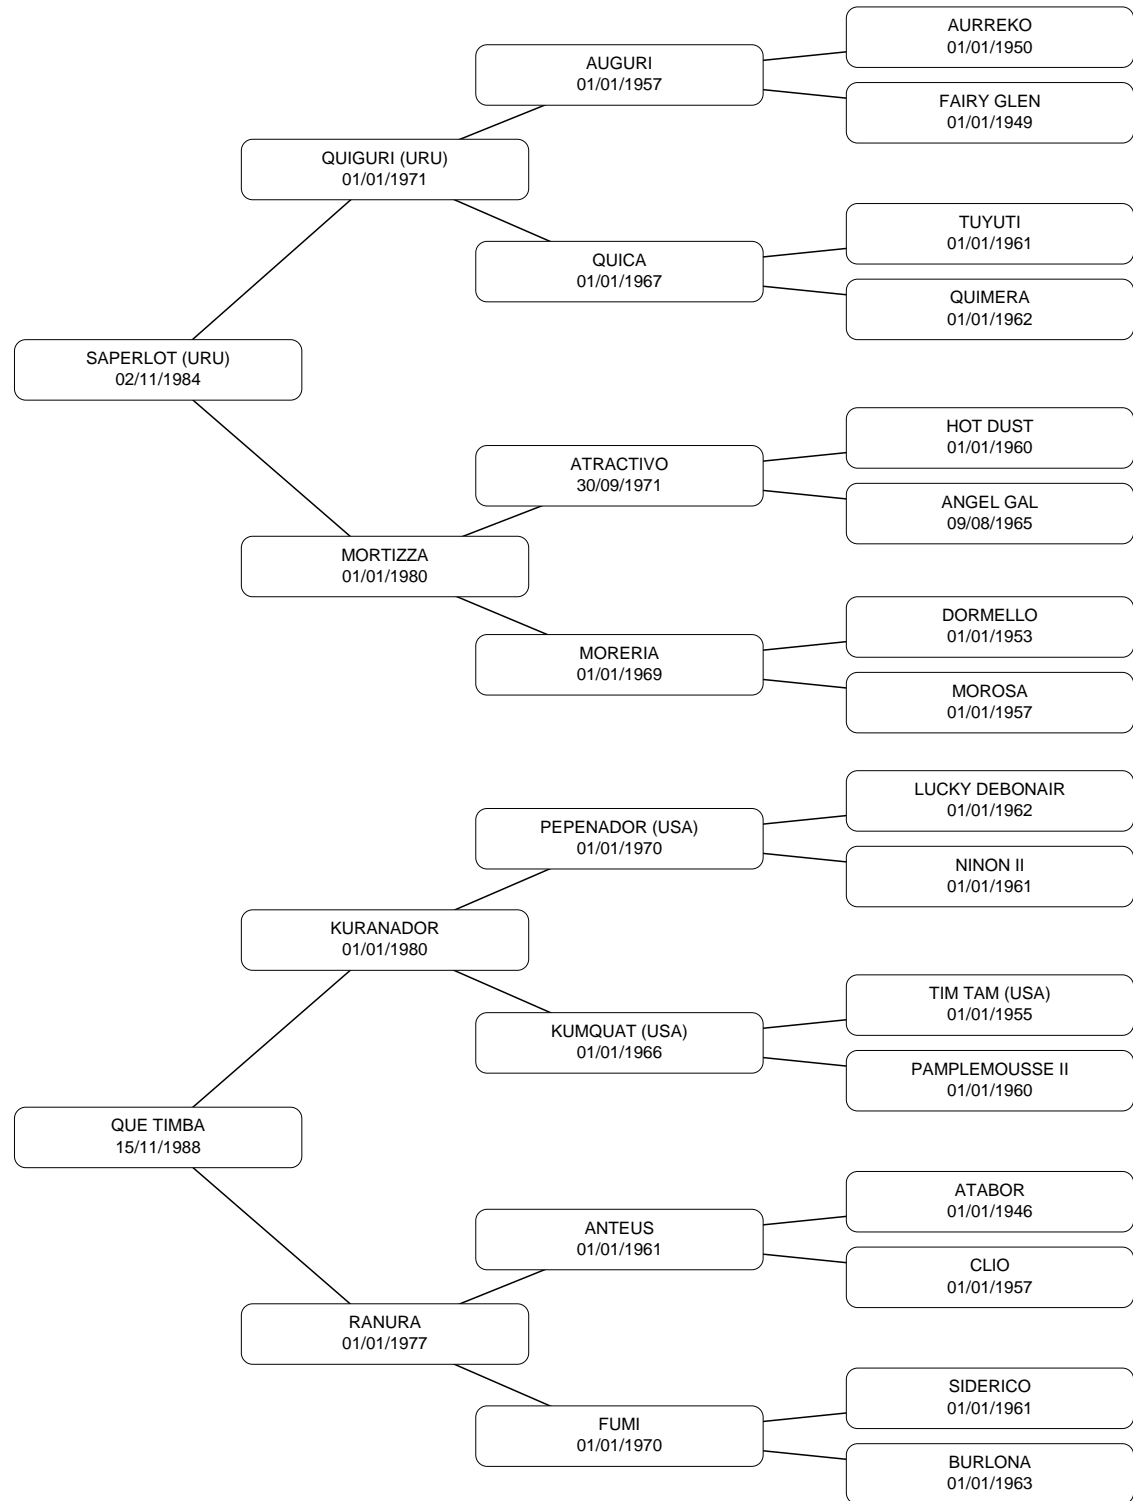 AURREKO
01/01/1950
AUGURI
01/01/1957
FAIRY GLEN
01/01/1949
QUIGURI (URU)
01/01/1971
TUYUTI
01/01/1961
QUICA
01/01/1967
QUIMERA
01/01/1962
SAPERLOT (URU)
02/11/1984
HOT DUST
01/01/1960
ATRACTIVO
30/09/1971
ANGEL GAL
09/08/1965
MORTIZZA
01/01/1980
DORMELLO
01/01/1953
MORERIA
01/01/1969
MOROSA
01/01/1957
LUCKY DEBONAIR
01/01/1962
PEPENADOR (USA)
01/01/1970
NINON II
01/01/1961
KURANADOR
01/01/1980
TIM TAM (USA)
01/01/1955
KUMQUAT (USA)
01/01/1966
PAMPLEMOUSSE II
01/01/1960
QUE TIMBA
15/11/1988
ATABOR
01/01/1946
ANTEUS
01/01/1961
CLIO
01/01/1957
RANURA
01/01/1977
SIDERICO
01/01/1961
FUMI
01/01/1970
BURLONA
01/01/1963